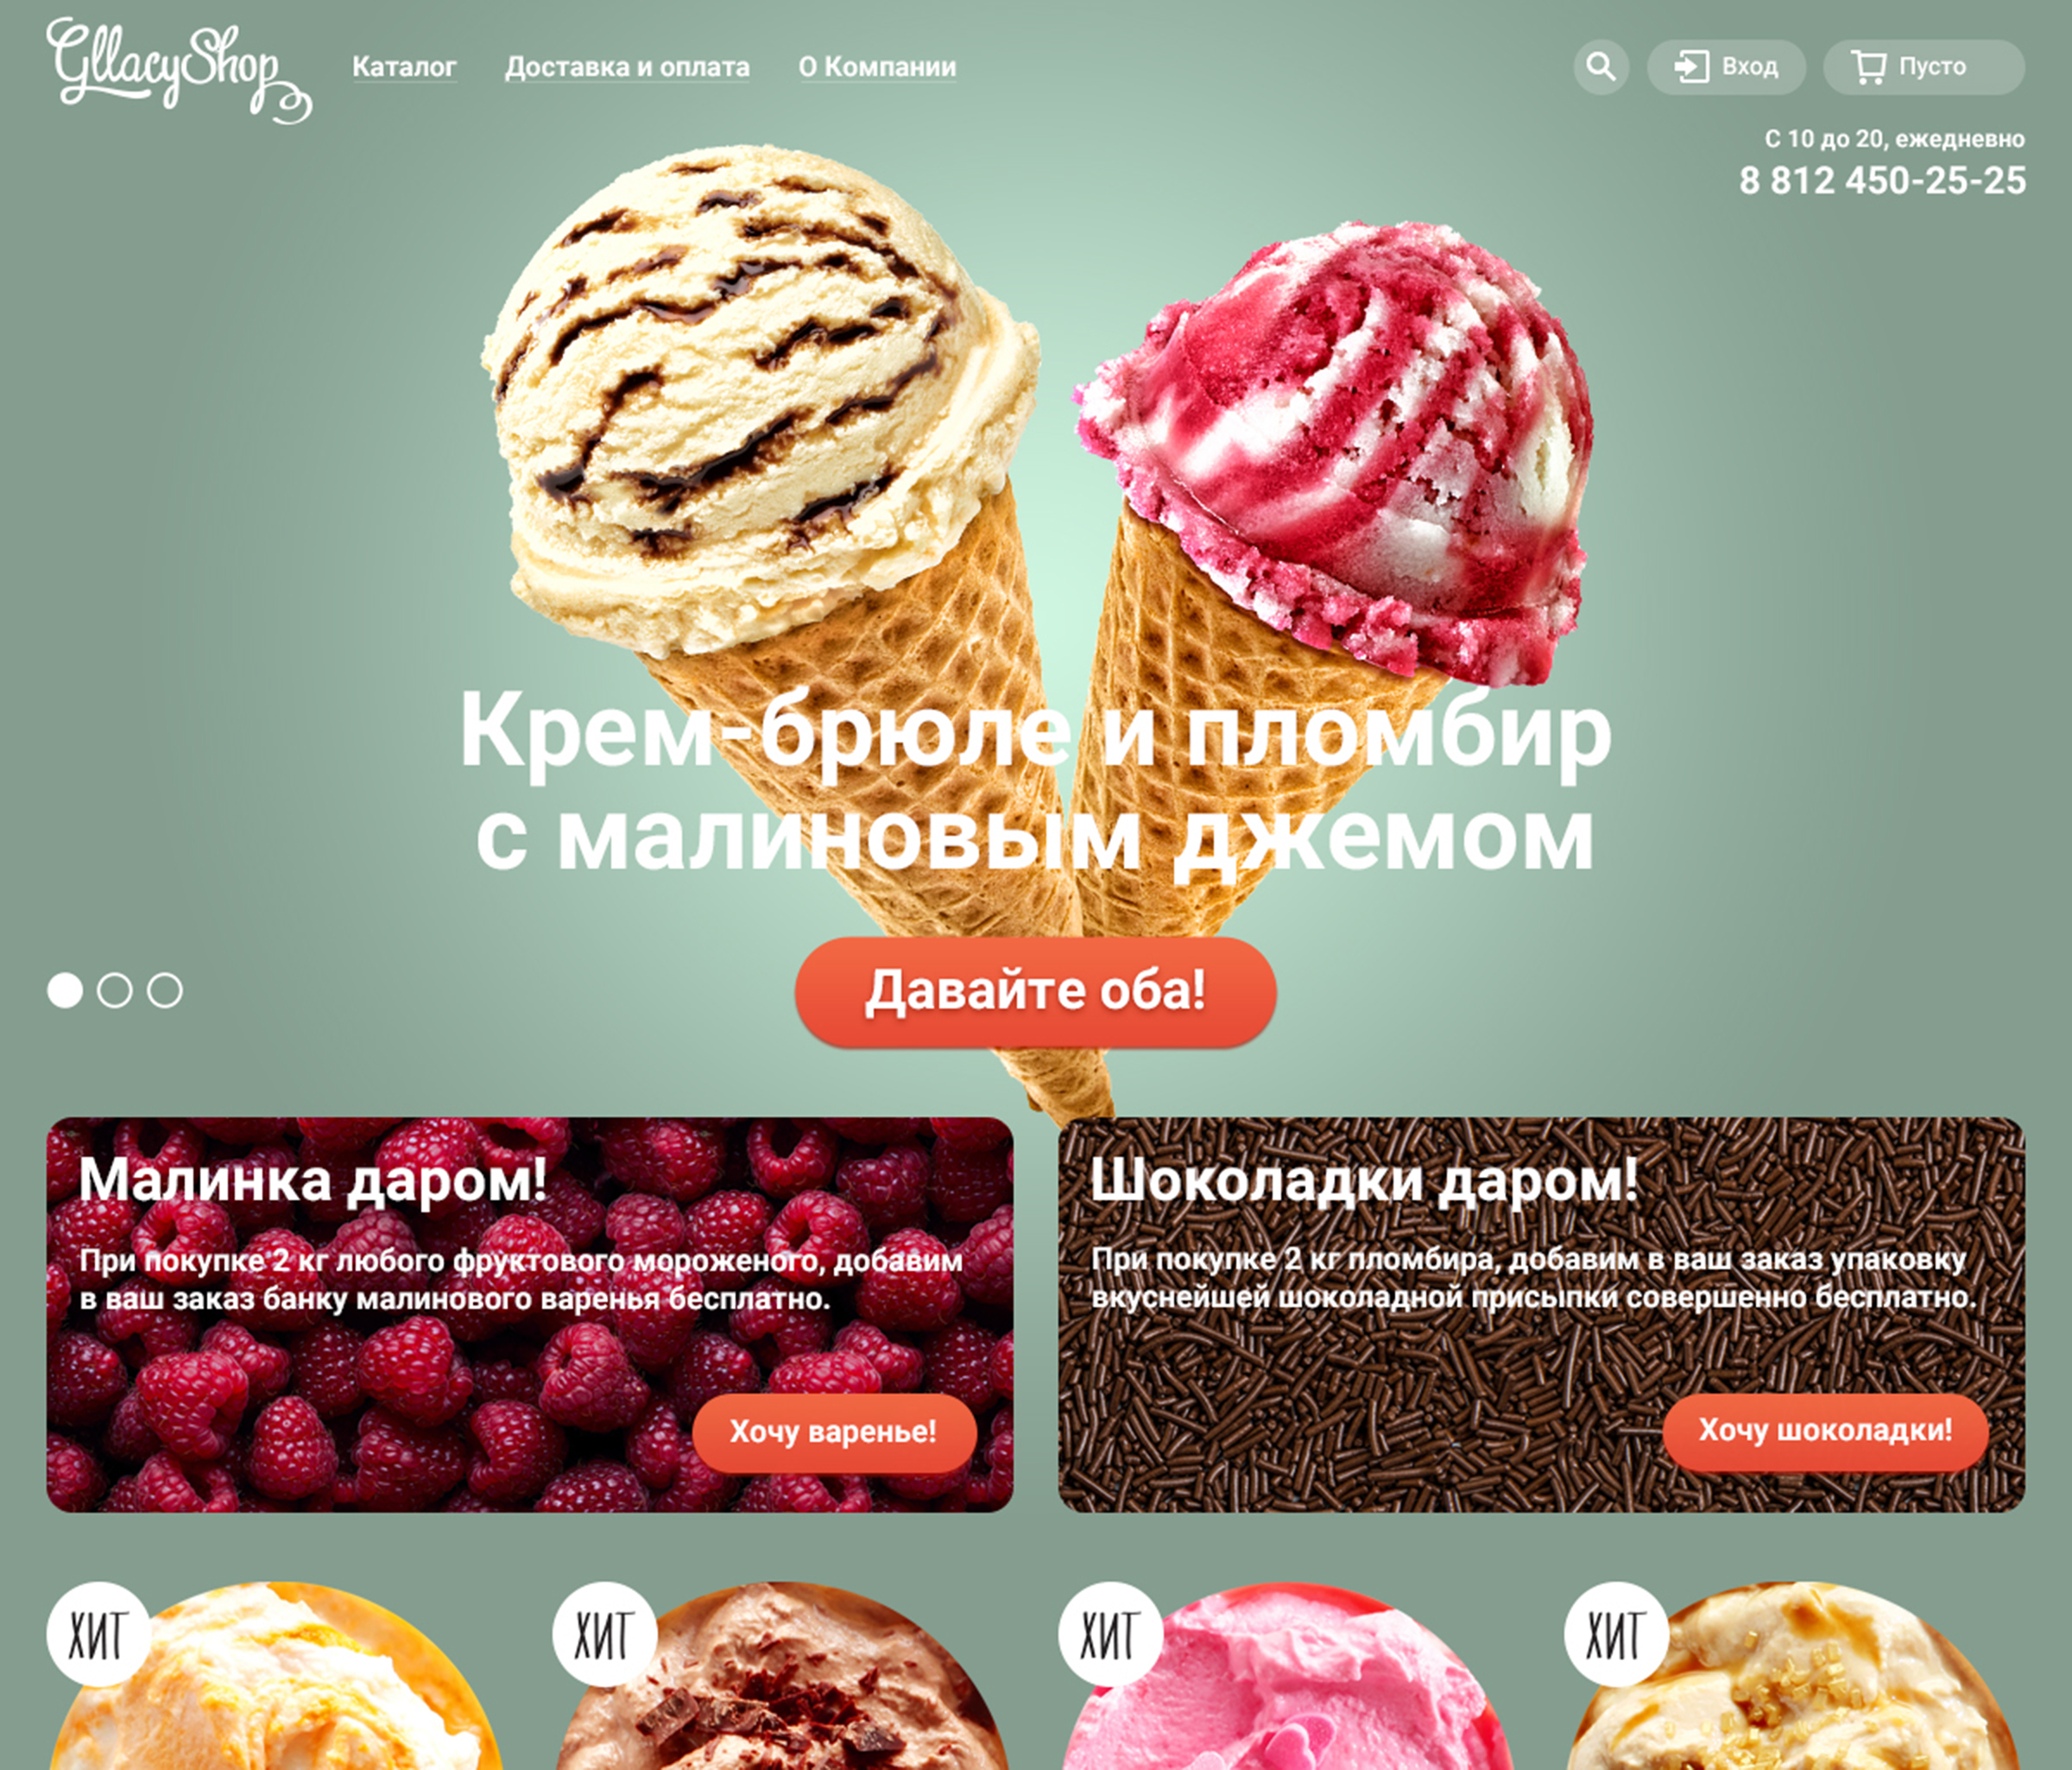 GllacyShop
Каталог
Доставка и оплата
О Компании
Вход
Пусто
С 10 до 20, ежедневно
8 812 450-25-25
Крем-брюле и пломбир
с малиновым джемом
Давайте оба!
Малинка даром!
При покупке 2 кг любого фруктового мороженого, добавим
в ваш заказ банку малинового варенья бесплатно.
Хочу варенье!
Шоколадки даром!
При покупке 2 кг пломбира, добавим в ваш заказ упаковку
вкуснейшей шоколадной присыпки совершенно бесплатно.
Хочу шоколадки!
ХИТ
ХИТ
ХИТ
ХИТ